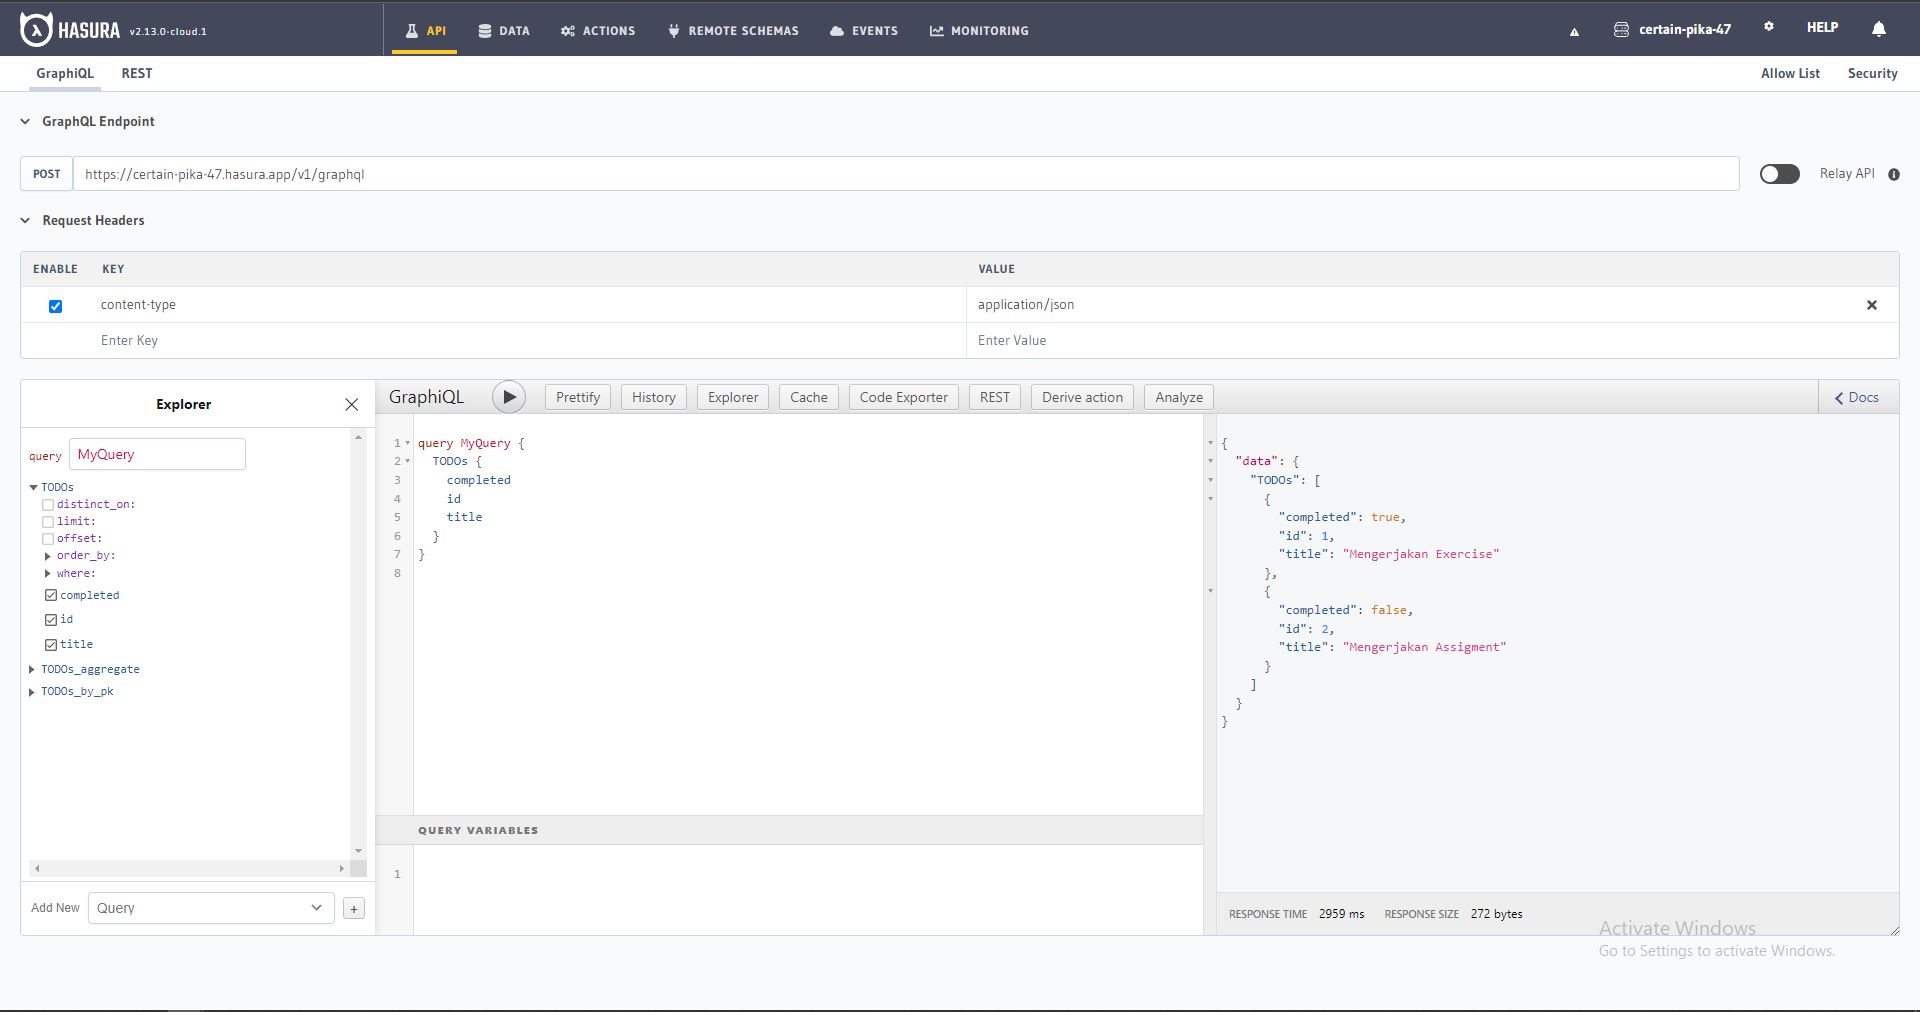 HASURA v2.13.0-cloud.1 API DATA ACTIONS REMOTE SCHEMAS EVENTS MONITORING certain-pika-47 HELP
GraphiQL REST Allow List Security
GraphQL Endpoint
POST https://certain-pika-47.hasura.app/v1/graphql Relay API
Request Headers
ENABLE KEY VALUE
content-type application/json
Enter Key Enter Value
Explorer
query MyQuery
TODOs
distinct_on:
limit:
offset:
order_by:
where:
completed
id
title
TODOs_aggregate
TODOs_by_pk
Add New Query +
GraphiQL Prettify History Explorer Cache Code Exporter REST Derive action Analyze Docs
1 query MyQuery {
2 TODOs {
3 completed
4 id
5 title
6 }
7 }
8
QUERY VARIABLES
1
{
"data": {
"TODOs": [
{
"completed": true,
"id": 1,
"title": "Mengerjakan Exercise"
},
{
"completed": false,
"id": 2,
"title": "Mengerjakan Assigment"
}
]
}
}
RESPONSE TIME 2959 ms RESPONSE SIZE 272 bytes
Activate Windows
Go to Settings to activate Windows.